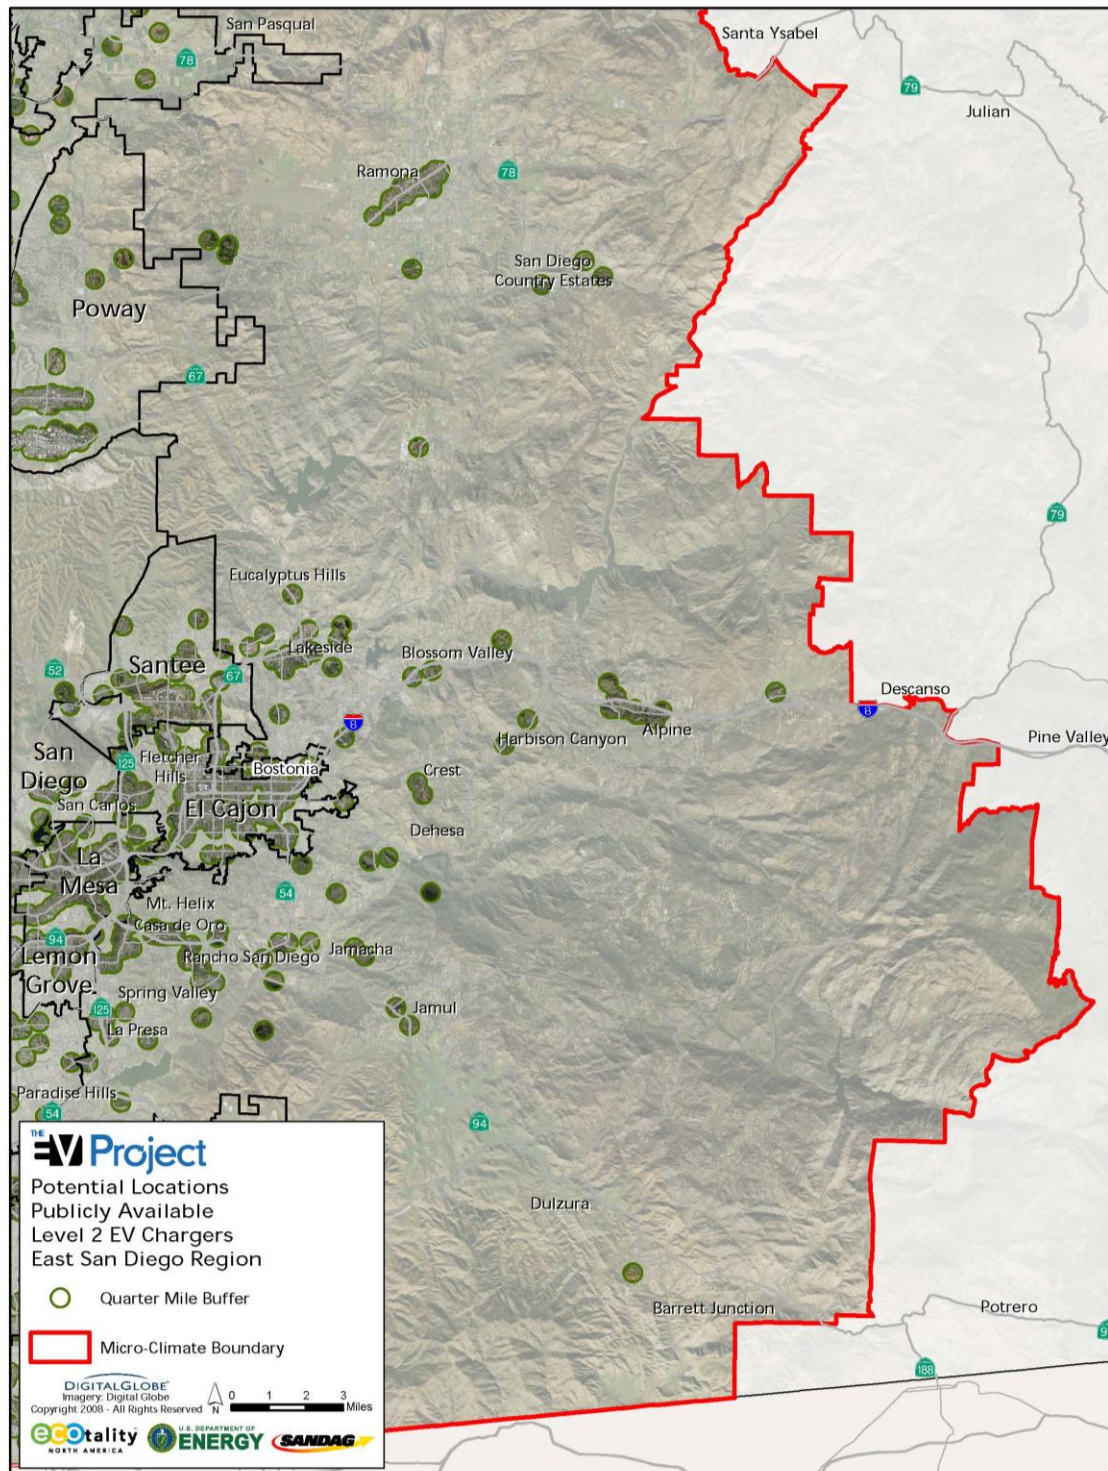 San Pasqual
Santa Ysabel
78
79
Julian
Ramona
78
San Diego
Country Estates
Poway
67
79
Eucalyptus Hills
Lakeside
Blossom Valley
Santee
52
67
Descanso
8
8
Alpine
Harbison Canyon
Pine Valley
San
Diego
125
Fletcher
Hills
Bostonia
Crest
San Carlos
El Cajon
Dehesa
La
Mesa
54
Mt. Helix
Casa de Oro
94
Lemon
Grove
Rancho San Diego
Jamacha
Spring Valley
125
La Presa
Jamul
Paradise Hills
54
94
Dulzura
Barrett Junction
Potrero
188
THE
EV Project
Potential Locations
Publicly Available
Level 2 EV Chargers
East San Diego Region
Quarter Mile Buffer
Micro-Climate Boundary
DIGITALGLOBE
Imagery: Digital Globe
Copyright 2008 - All Rights Reserved
N
0 1 2 3
Miles
ecotality
NORTH AMERICA
U.S. DEPARTMENT OF
ENERGY
SANDAG